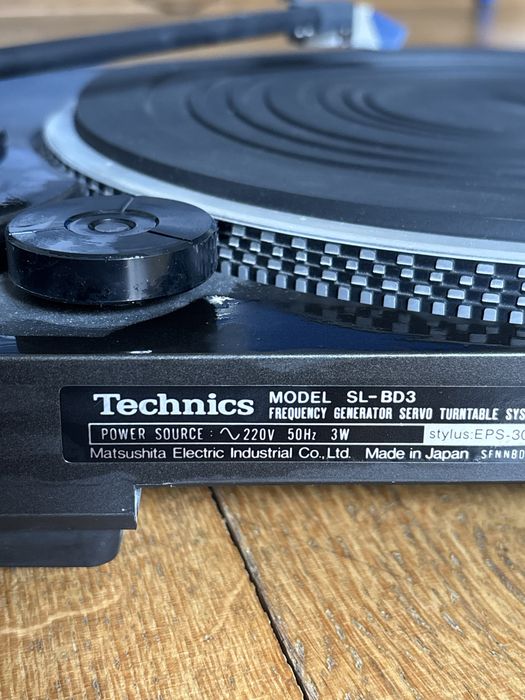 Technics MODEL SL-BD3
FREQUENCY GENERATOR SERVO TURNTABLE SYS
POWER SOURCE : ∿ 220V 50Hz 3W stylus:EPS-30
Matsushita Electric Industrial Co., Ltd. Made in Japan SFNNBD